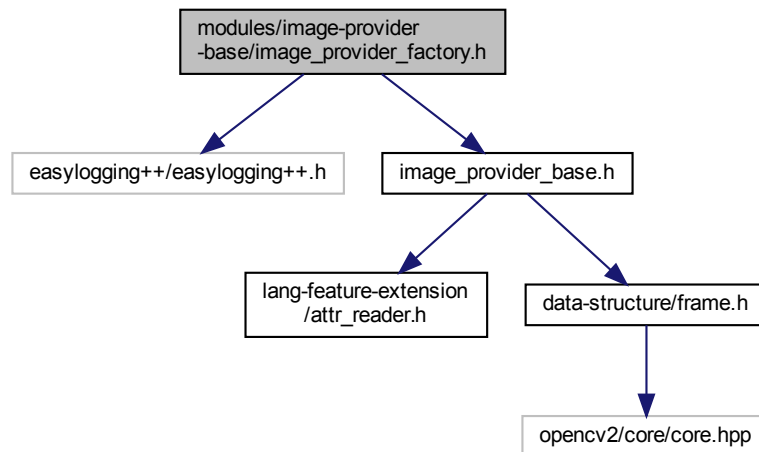 modules/image-provider
-base/image_provider_factory.h
easylogging++/easylogging++.h
image_provider_base.h
lang-feature-extension
/attr_reader.h
data-structure/frame.h
opencv2/core/core.hpp